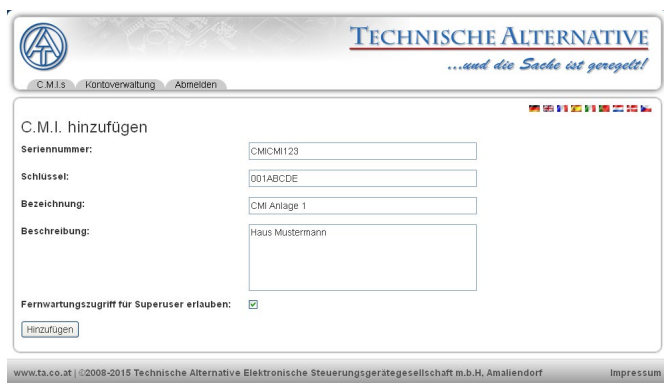 TECHNISCHE ALTERNATIVE
...und die Sache ist geregelt!
C.M.I.s Kontoverwaltung Abmelden
C.M.I. hinzufügen
Seriennummer: CMICMI123
Schlüssel: 001ABCDE
Bezeichnung: CMI Anlage 1
Beschreibung: Haus Mustermann
Fernwartungszugriff für Superuser erlauben:
Hinzufügen
www.ta.co.at | ©2008-2015 Technische Alternative Elektronische Steuerungsgerätegesellschaft m.b.H, Amaliendorf Impressum